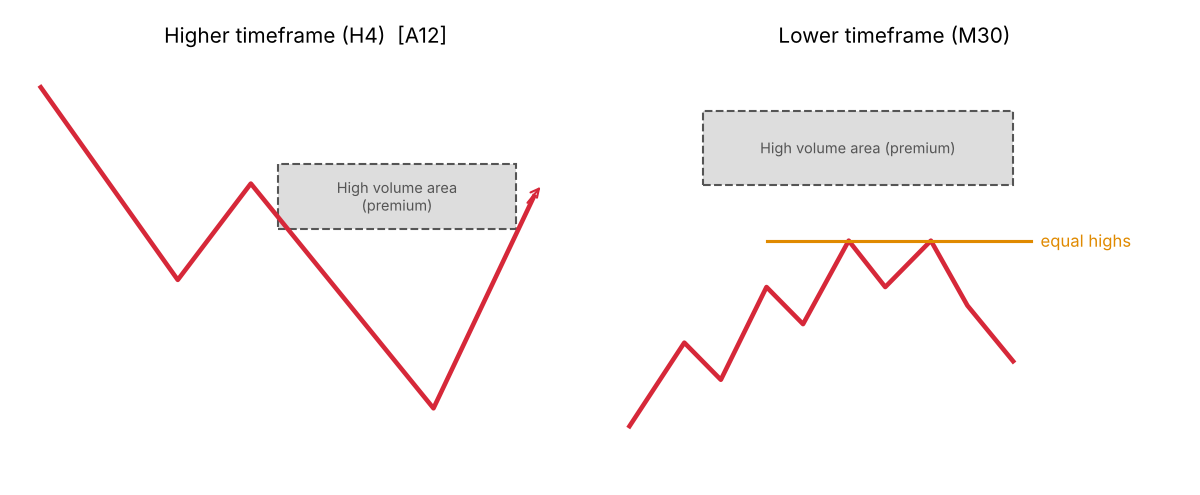 Higher timeframe (H4)  [A12]
High volume area
(premium)
Lower timeframe (M30)
High volume area (premium)
equal highs